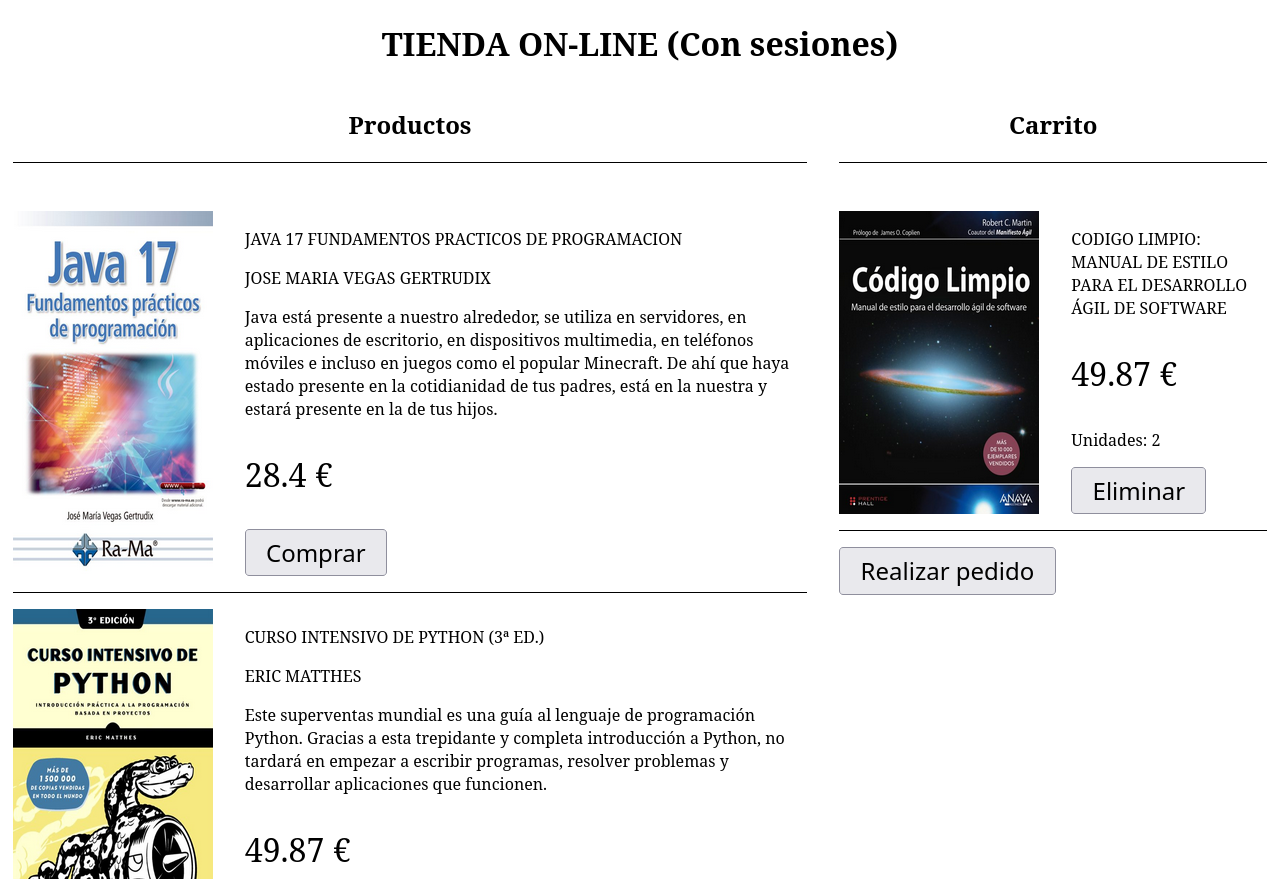 TIENDA ON-LINE (Con sesiones)
Productos
Java 17
Fundamentos prácticos
de programación
José María Vegas Gertrudix
Ra-Ma®
JAVA 17 FUNDAMENTOS PRACTICOS DE PROGRAMACION
JOSE MARIA VEGAS GERTRUDIX
Java está presente a nuestro alrededor, se utiliza en servidores, en
aplicaciones de escritorio, en dispositivos multimedia, en teléfonos
móviles e incluso en juegos como el popular Minecraft. De ahí que haya
estado presente en la cotidianidad de tus padres, está en la nuestra y
estará presente en la de tus hijos.
28.4 €
Comprar
3ª EDICIÓN
CURSO INTENSIVO DE
PYTHON
INTRODUCCIÓN PRÁCTICA A LA PROGRAMACIÓN
BASADA EN PROYECTOS
ERIC MATTHES
MÁS DE
1 500 000
DE COPIAS VENDIDAS
EN TODO EL MUNDO
CURSO INTENSIVO DE PYTHON (3ª ED.)
ERIC MATTHES
Este superventas mundial es una guía al lenguaje de programación
Python. Gracias a esta trepidante y completa introducción a Python, no
tardará en empezar a escribir programas, resolver problemas y
desarrollar aplicaciones que funcionen.
49.87 €
Carrito
Robert C. Martin
Prólogo de James O. Coplien
Coautor del Manifiesto Ágil
Código Limpio
Manual de estilo para el desarrollo ágil de software
MÁS
DE 10 000
EJEMPLARES
VENDIDOS
PRENTICE
HALL
ANAYA
CODIGO LIMPIO:
MANUAL DE ESTILO
PARA EL DESARROLLO
ÁGIL DE SOFTWARE
49.87 €
Unidades: 2
Eliminar
Realizar pedido